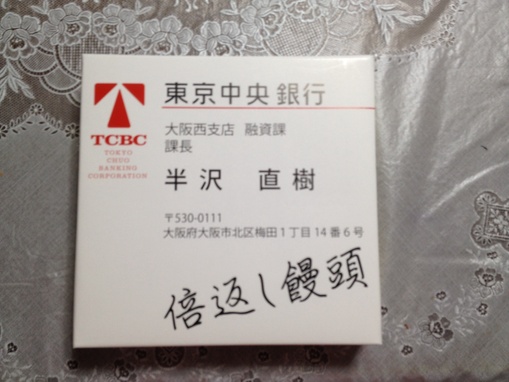 東京中央銀行
TCBC
TOKYO
CHUO
BANKING
CORPORATION
大阪西支店 融資課
課長
半沢 直樹
〒530-0111
大阪府大阪市北区梅田1丁目14番6号
倍返し饅頭